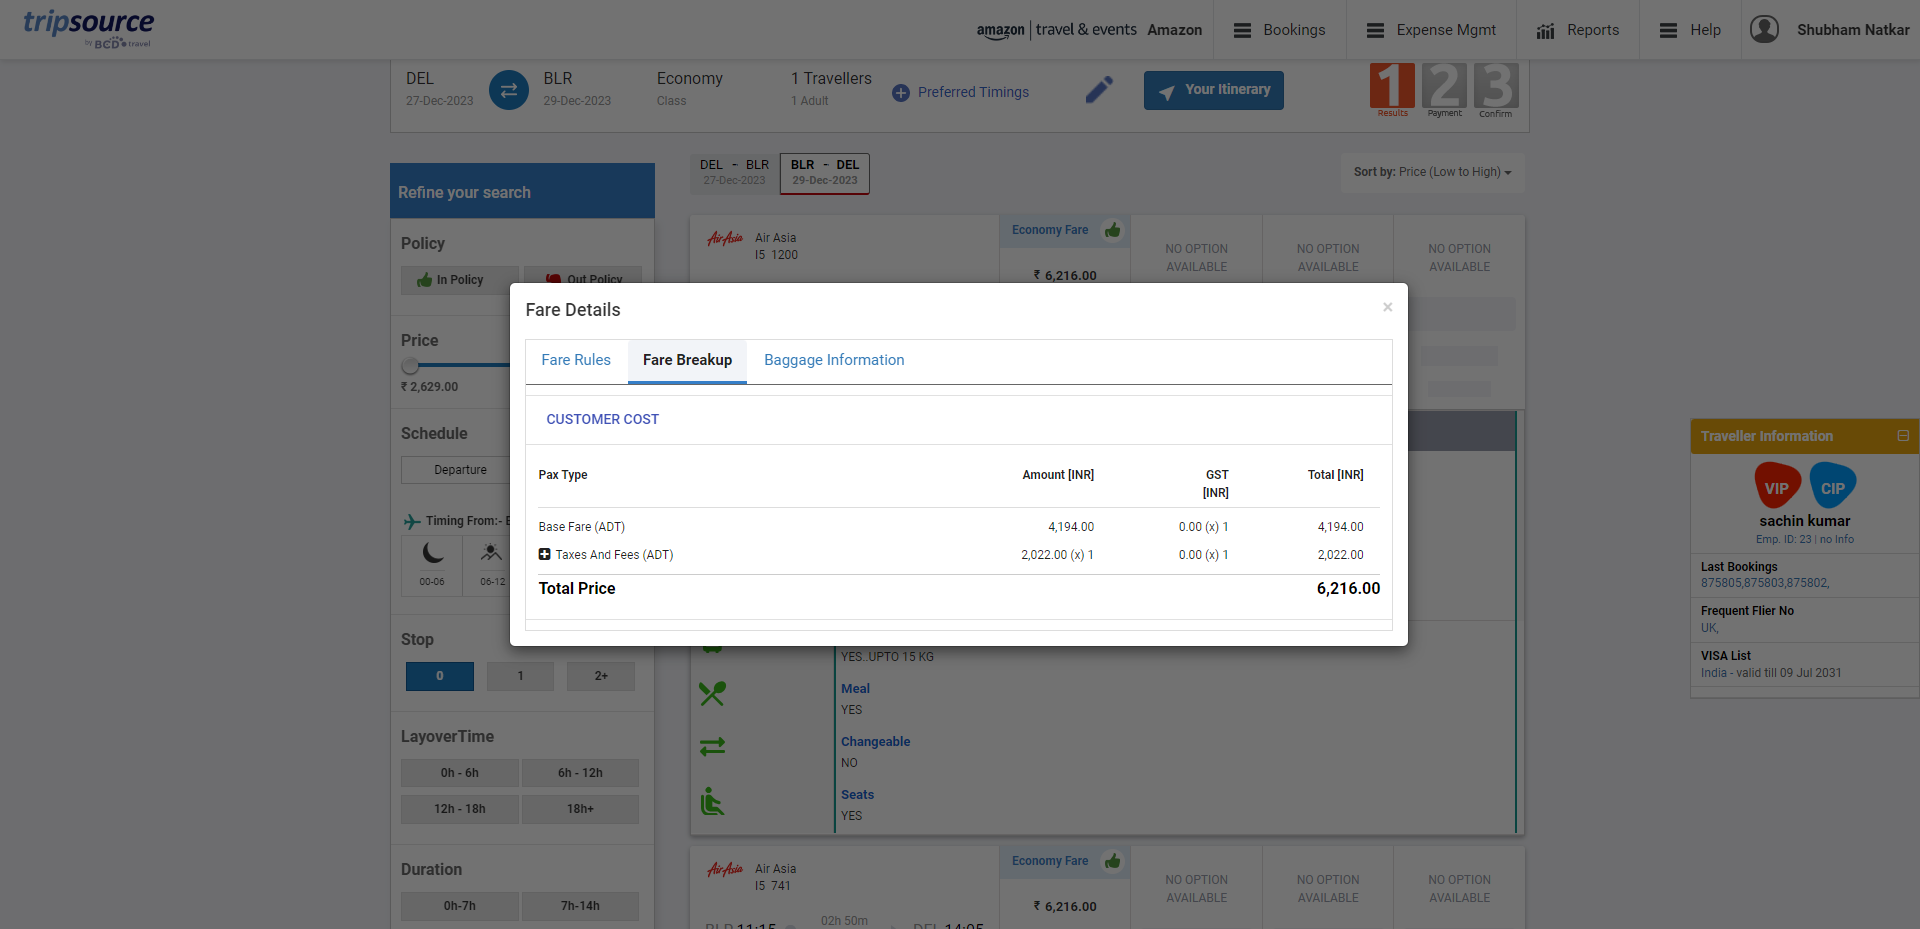 tripsource
by BCD travel
amazon | travel & events Amazon
Bookings
Expense Mgmt
Reports
Help
Shubham Natkar
DEL
27-Dec-2023
BLR
29-Dec-2023
Economy
Class
1 Travellers
1 Adult
Preferred Timings
Your Itinerary
1 2 3
Results Payment Confirm
Refine your search
DEL - BLR
27-Dec-2023
BLR - DEL
29-Dec-2023
Sort by: Price (Low to High)
Policy
In Policy
Out Policy
Price
₹ 2,629.00
Schedule
Departure
Timing From:-
00-06
06-12
Stop
0
1
2+
LayoverTime
0h - 6h
6h - 12h
12h - 18h
18h+
Duration
0h-7h
7h-14h
AirAsia
Air Asia
I5 1200
Economy Fare
₹ 6,216.00
NO OPTION
AVAILABLE
NO OPTION
AVAILABLE
NO OPTION
AVAILABLE
Fare Details
×
Fare Rules
Fare Breakup
Baggage Information
CUSTOMER COST
Pax Type Amount [INR] GST
[INR] Total [INR]
Base Fare (ADT) 4,194.00 0.00 (x) 1 4,194.00
Taxes And Fees (ADT) 2,022.00 (x) 1 0.00 (x) 1 2,022.00
Total Price 6,216.00
YES..UPTO 15 KG
Meal
YES
Changeable
NO
Seats
YES
AirAsia
Air Asia
I5 741
Economy Fare
₹ 6,216.00
NO OPTION
AVAILABLE
NO OPTION
AVAILABLE
NO OPTION
AVAILABLE
BLR 11:15
02h 50m
DEL 14:05
Traveller Information
VIP
CIP
sachin kumar
Emp. ID: 23 | no Info
Last Bookings
875805,875803,875802,
Frequent Flier No
UK,
VISA List
India - valid till 09 Jul 2031